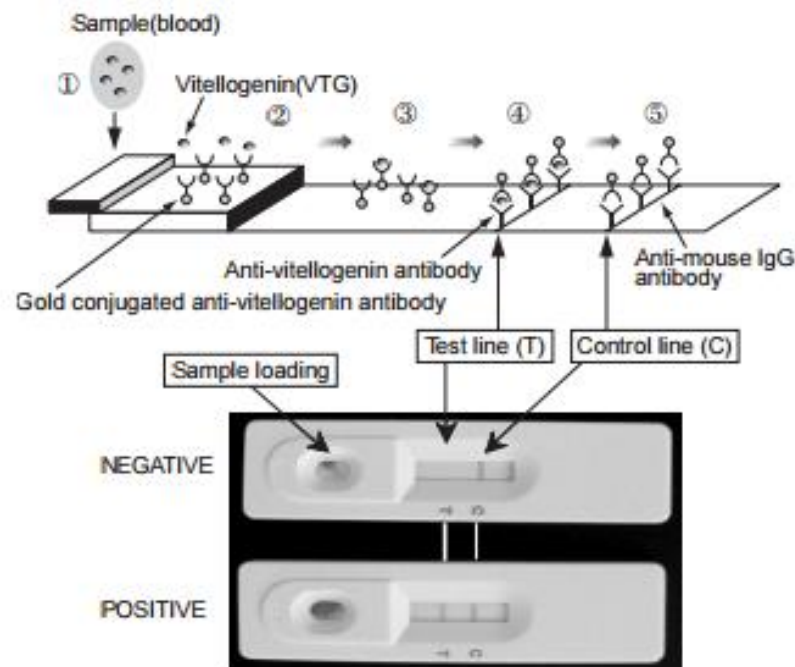 Sample(blood)
①
Vitellogenin(VTG)
②
③
④
⑤
Anti-vitellogenin antibody
Anti-mouse IgG
antibody
Gold conjugated anti-vitellogenin antibody
Test line (T)
Control line (C)
Sample loading
NEGATIVE
T C
POSITIVE
T C